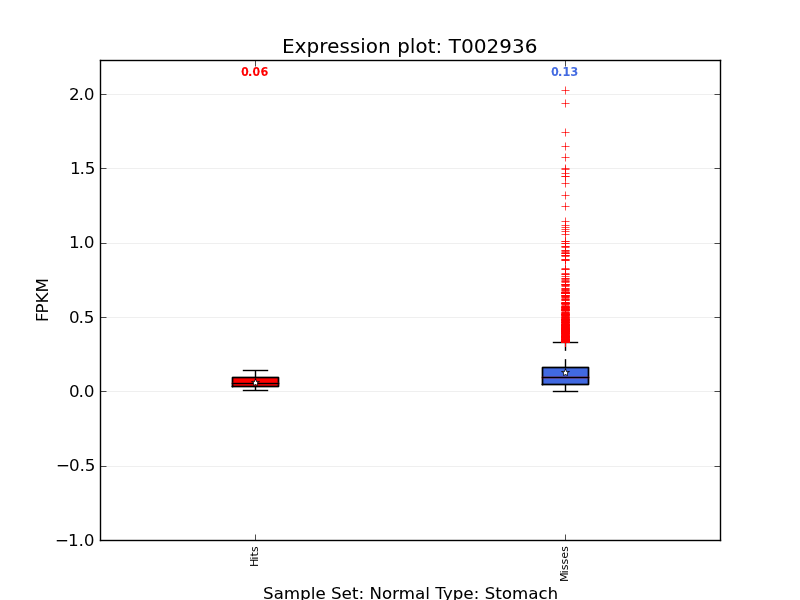 Expression plot: T002936
0.06 0.13
2.0
1.5
1.0
0.5
0.0
−0.5
−1.0
FPKM
Hits Misses
Sample Set: Normal Type: Stomach